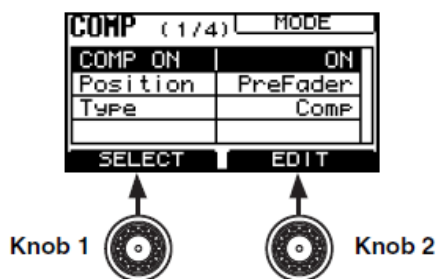 COMP (1/4) MODE
COMP ON ON
Position PreFader
Type Comp
SELECT EDIT
Knob 1 Knob 2